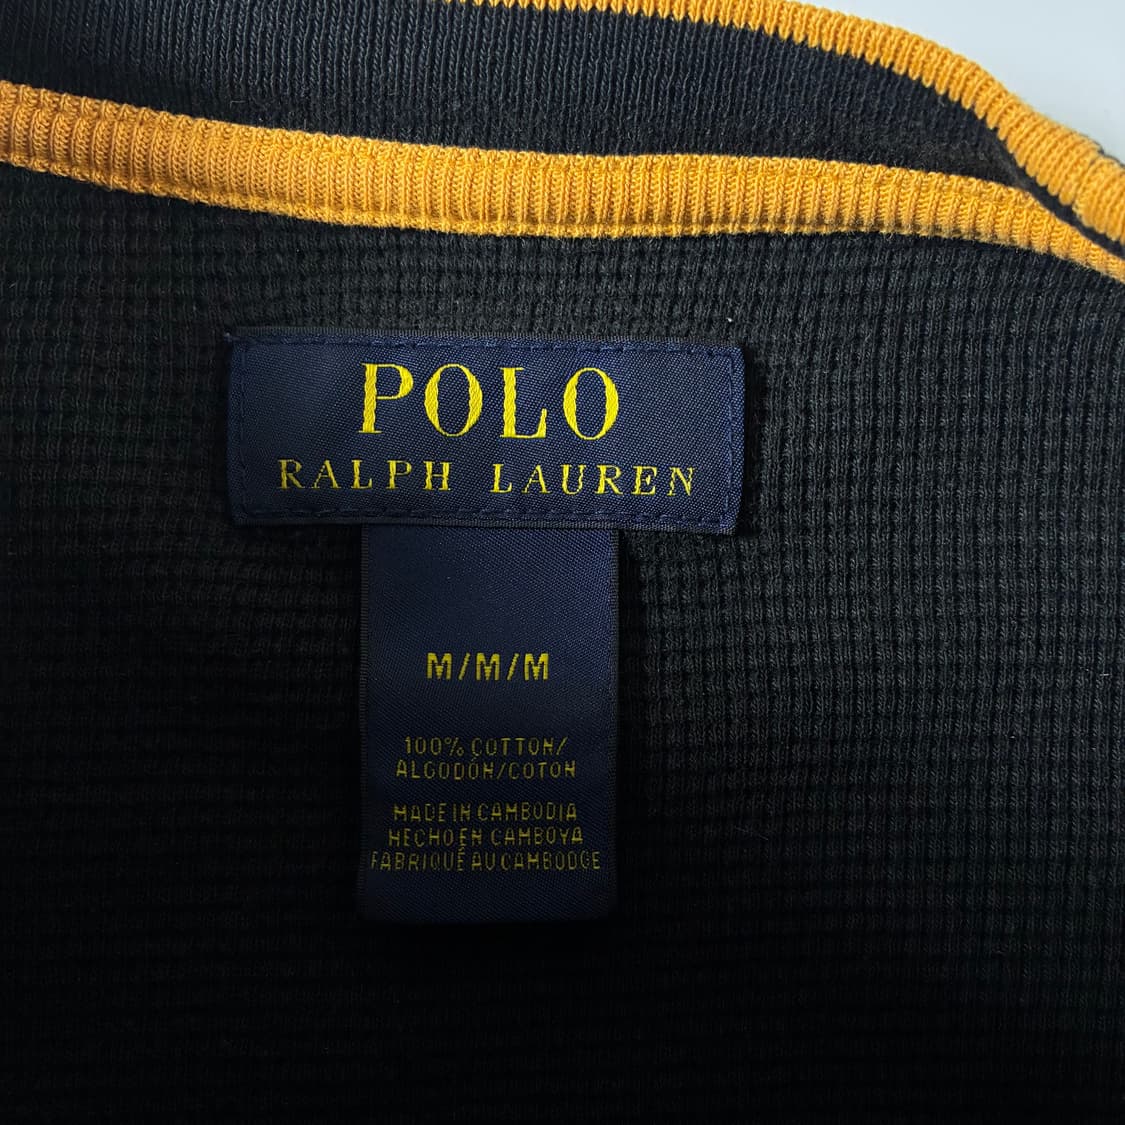 POLO
RALPH LAUREN
M/M/M
100% COTTON/
ALGODÓN/COTON
MADE IN CAMBODIA
HECHO EN CAMBOYA
FABRIQUÉ AU CAMBODGE